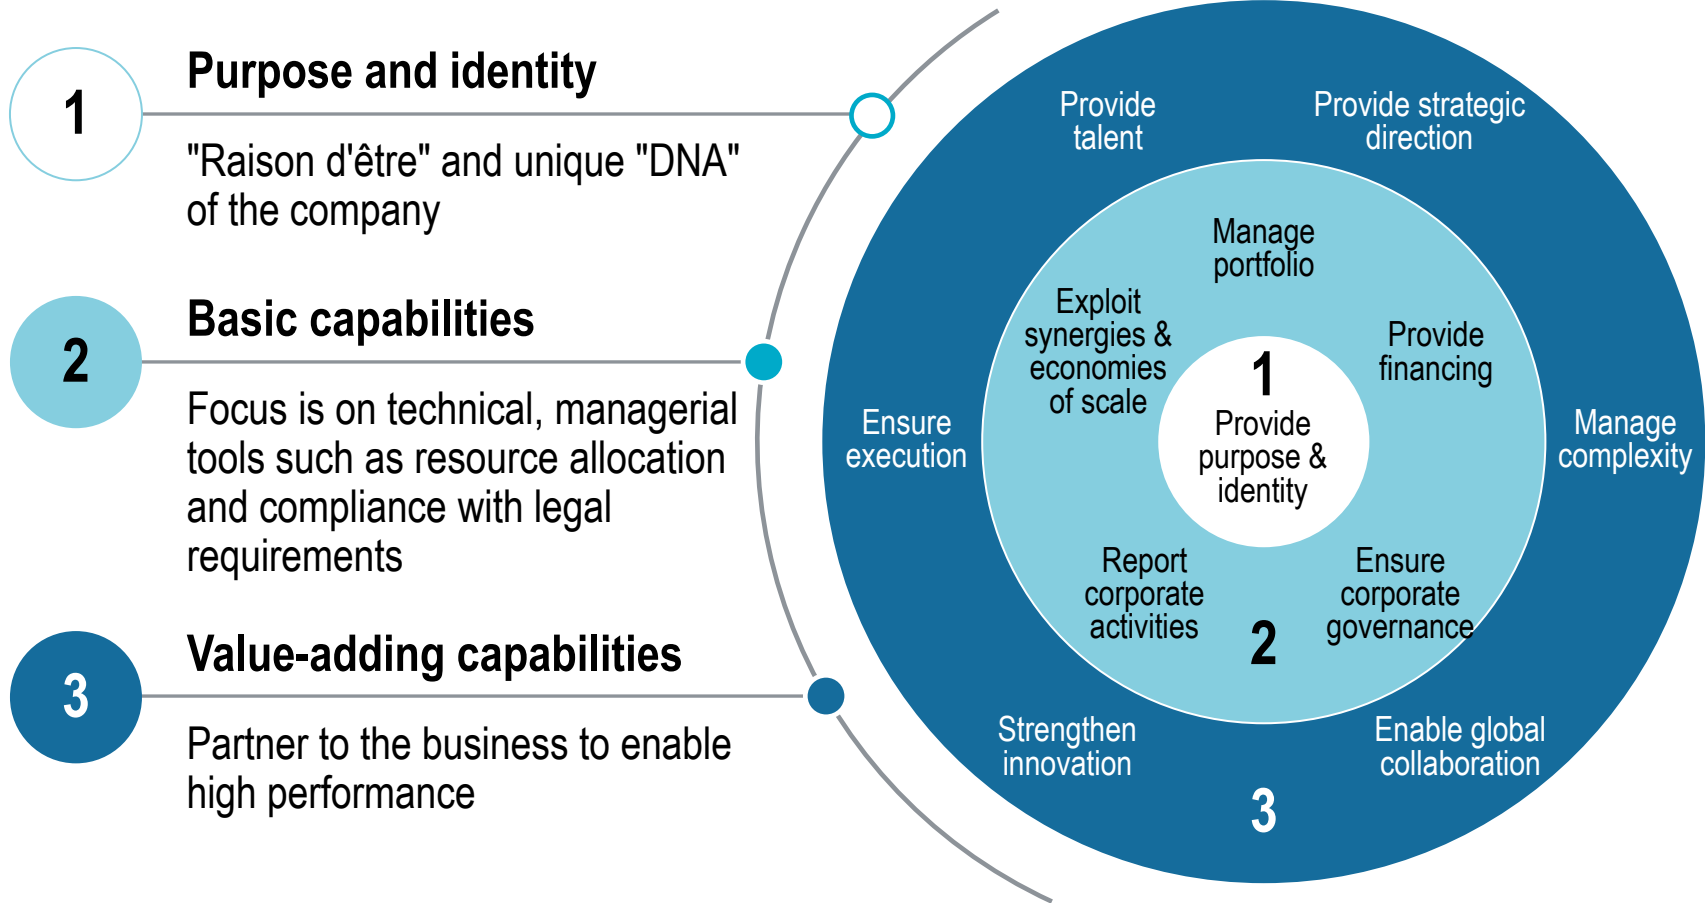 1
Purpose and identity
"Raison d'être" and unique "DNA"
of the company
2
Basic capabilities
Focus is on technical, managerial
tools such as resource allocation
and compliance with legal
requirements
3
Value-adding capabilities
Partner to the business to enable
high performance
Provide
talent
Provide strategic
direction
Ensure
execution
Manage
complexity
Strengthen
innovation
Enable global
collaboration
3
Manage
portfolio
Exploit
synergies &
economies
of scale
Provide
financing
Report
corporate
activities
Ensure
corporate
governance
2
1
Provide
purpose &
identity